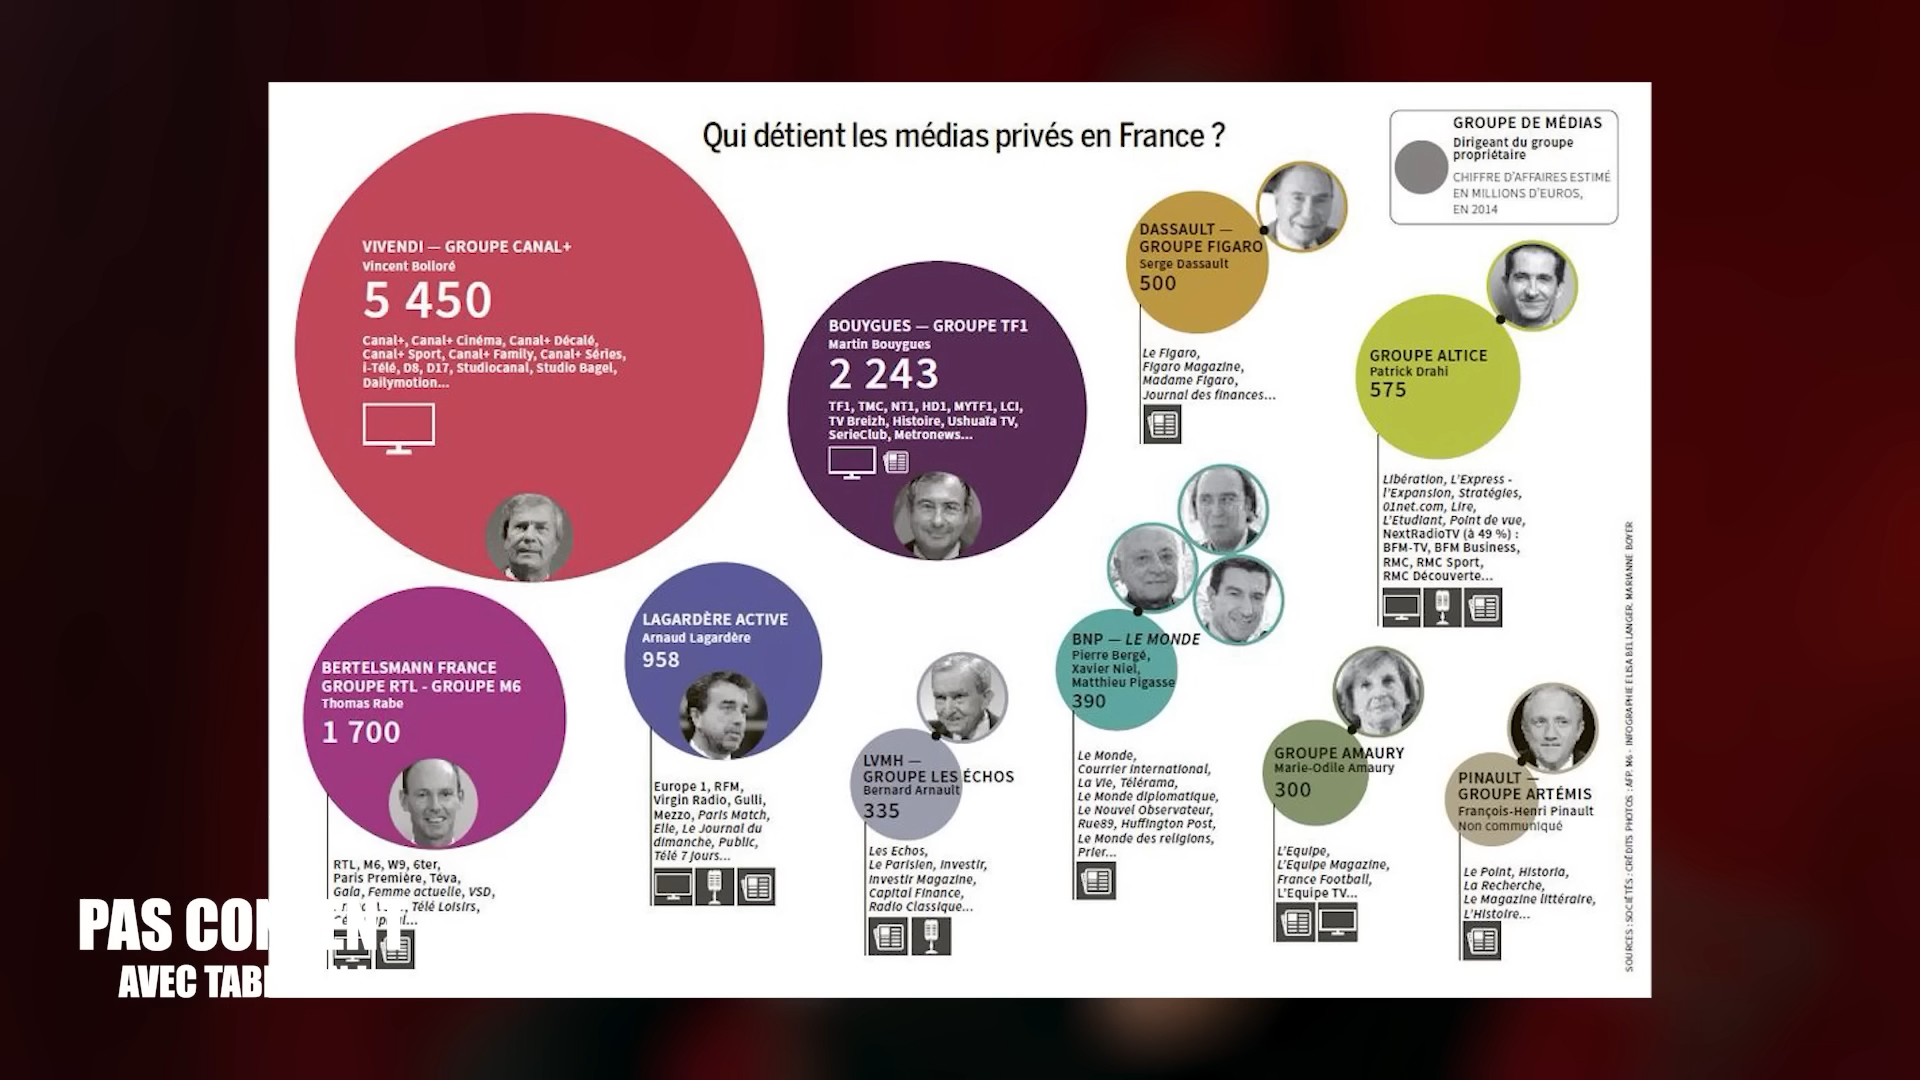 Qui détient les médias privés en France ?
GROUPE DE MÉDIAS
Dirigeant du groupe
propriétaire
CHIFFRE D'AFFAIRES ESTIMÉ
EN MILLIONS D'EUROS,
EN 2014
VIVENDI — GROUPE CANAL+
Vincent Bolloré
5 450
Canal+, Canal+ Cinéma, Canal+ Décalé,
Canal+ Sport, Canal+ Family, Canal+ Séries,
i-Télé, D8, D17, Studiocanal, Studio Bagel,
Dailymotion...
BOUYGUES — GROUPE TF1
Martin Bouygues
2 243
TF1, TMC, NT1, HD1, MYTF1, LCI,
TV Breizh, Histoire, Ushuaïa TV,
SerieClub, Metronews...
DASSAULT —
GROUPE FIGARO
Serge Dassault
500
Le Figaro,
Figaro Magazine,
Madame Figaro,
Journal des finances...
GROUPE ALTICE
Patrick Drahi
575
Libération, L'Express -
l'Expansion, Stratégies,
01net.com, Lire,
L'Etudiant, Point de vue,
NextRadioTV (à 49 %) :
BFM-TV, BFM Business,
RMC, RMC Sport,
RMC Découverte...
BERTELSMANN FRANCE
GROUPE RTL - GROUPE M6
Thomas Rabe
1 700
RTL, M6, W9, 6ter,
Paris Première, Téva,
Gala, Femme actuelle, VSD,
Télé Loisirs,
LAGARDÈRE ACTIVE
Arnaud Lagardère
958
Europe 1, RFM,
Virgin Radio, Gulli,
Mezzo, Paris Match,
Elle, Le Journal du
dimanche, Public,
Télé 7 Jours...
LVMH —
GROUPE LES ÉCHOS
Bernard Arnault
335
Les Echos,
Le Parisien, Investir,
Investir Magazine,
Capital Finance,
Radio Classique...
BNP — LE MONDE
Pierre Bergé,
Xavier Niel,
Matthieu Pigasse
390
Le Monde,
Courrier international,
La Vie, Télérama,
Le Monde diplomatique,
Le Nouvel Observateur,
Rue89, Huffington Post,
Le Monde des religions,
Prier...
GROUPE AMAURY
Marie-Odile Amaury
300
L'Equipe,
L'Equipe Magazine,
France Football,
L'Equipe TV...
PINAULT —
GROUPE ARTÉMIS
François-Henri Pinault
Non communiqué
Le Point, Historia,
La Recherche,
Le Magazine littéraire,
L'Histoire...
SOURCES : SOCIÉTÉS ; CRÉDITS PHOTOS : AFP, M6 - INFOGRAPHIE ELISA BELLANGER, MARIANNE BOYER
PAS CONTENT
AVEC